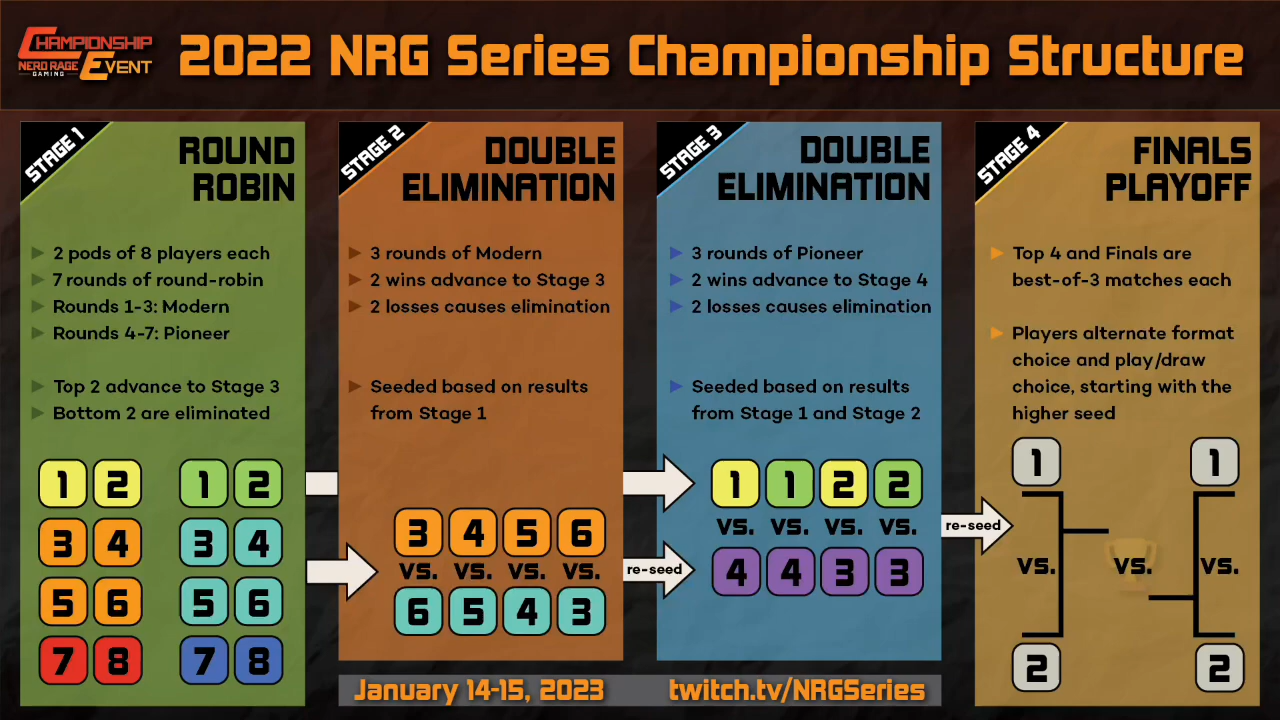 CHAMPIONSHIP
NERD RAGE
GAMING
EVENT
2022 NRG Series Championship Structure
STAGE 1
ROUND
ROBIN
2 pods of 8 players each
7 rounds of round-robin
Rounds 1-3: Modern
Rounds 4-7: Pioneer
Top 2 advance to Stage 3
Bottom 2 are eliminated
1 2 1 2
3 4 3 4
5 6 5 6
7 8 7 8
STAGE 2
DOUBLE
ELIMINATION
3 rounds of Modern
2 wins advance to Stage 3
2 losses causes elimination
Seeded based on results
from Stage 1
3 4 5 6
VS. VS. VS. VS.
6 5 4 3
re-seed
STAGE 3
DOUBLE
ELIMINATION
3 rounds of Pioneer
2 wins advance to Stage 4
2 losses causes elimination
Seeded based on results
from Stage 1 and Stage 2
1 1 2 2
VS. VS. VS. VS.
4 4 3 3
re-seed
STAGE 4
FINALS
PLAYOFF
Top 4 and Finals are
best-of-3 matches each
Players alternate format
choice and play/draw
choice, starting with the
higher seed
1 1
VS. VS. VS.
2 2
January 14-15, 2023
twitch.tv/NRGSeries